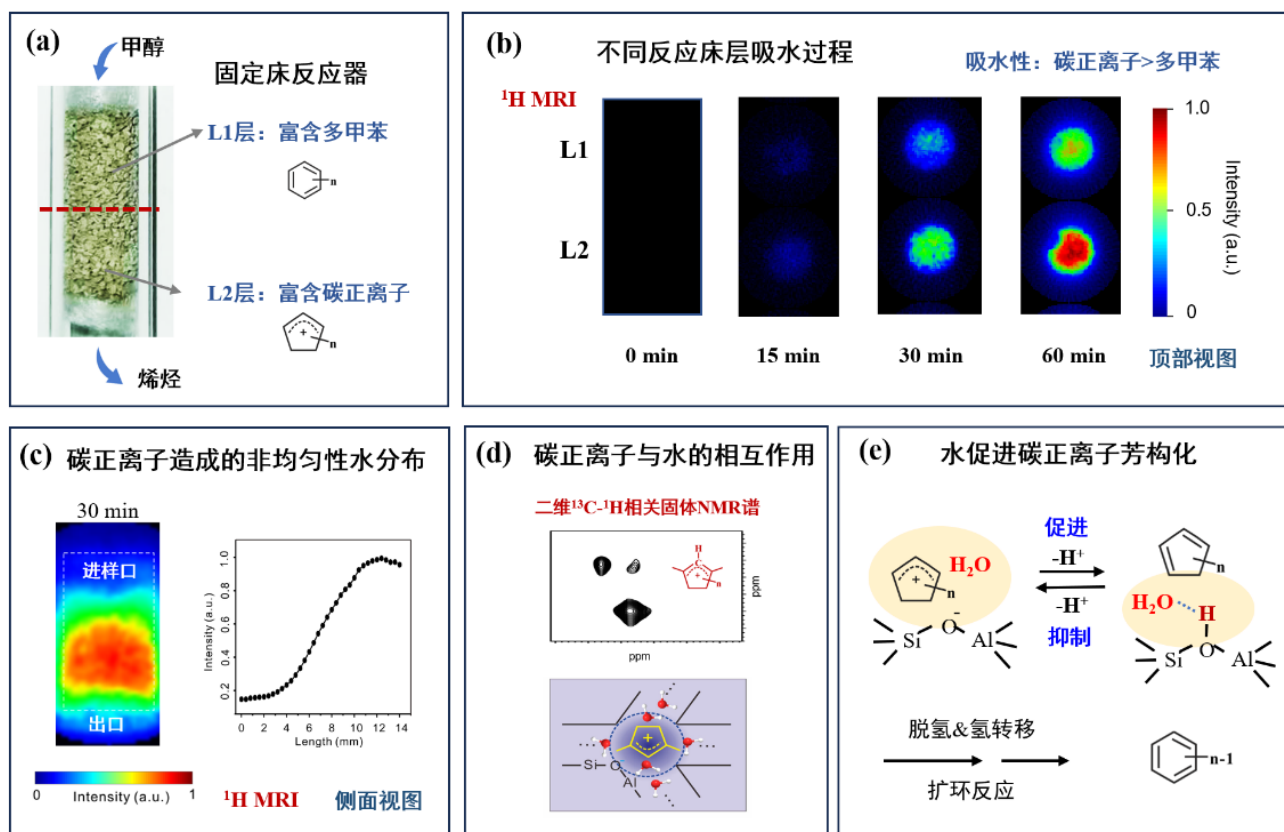 (a)
甲醇
固定床反应器
L1层：富含多甲苯
n
L2层：富含碳正离子
+
n
烯烃
(b)
不同反应床层吸水过程
吸水性：碳正离子>多甲苯
¹H MRI
L1
L2
0 min
15 min
30 min
60 min
顶部视图
1.0
0.5
0
Intensity (a.u.)
(c)
碳正离子造成的非均匀性水分布
30 min
进样口
出口
0
1
Intensity (a.u.)
Intensity (a.u.)
1.0
0.8
0.6
0.4
0.2
0 2 4 6 8 10 12 14
Length (mm)
¹H MRI
侧面视图
(d)
碳正离子与水的相互作用
二维¹³C-¹H相关固体NMR谱
H
C
+
n
ppm
ppm
+
Si
O
-
Al
(e)
水促进碳正离子芳构化
促进
-H⁺
-H⁺
抑制
+
n
H₂O
Si
O
-
Al
n
H₂O
H
Si
O
Al
脱氢&氢转移
扩环反应
n-1